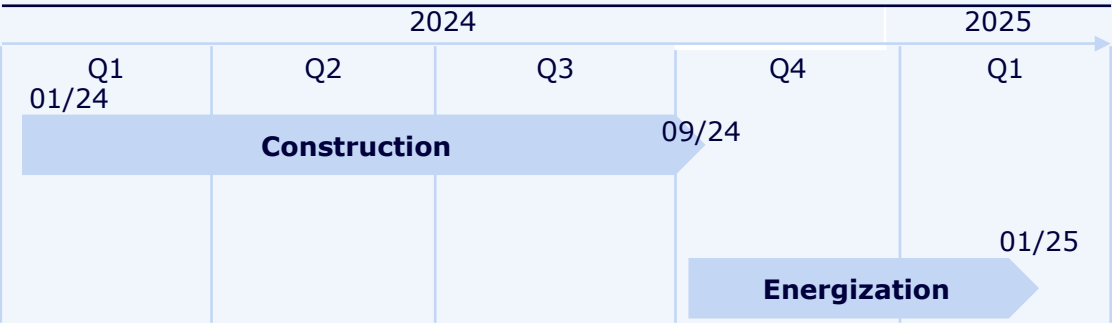 2024 2025
Q1 Q2 Q3 Q4 Q1
01/24
09/24
Construction
01/25
Energization